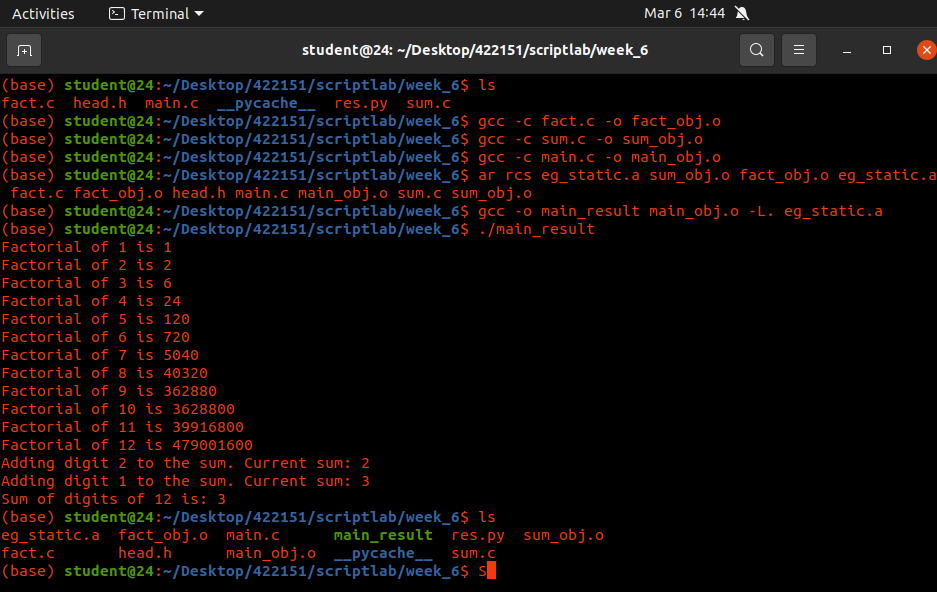 Activities Terminal Mar 6 14:44
student@24: ~/Desktop/422151/scriptlab/week_6
(base) student@24:~/Desktop/422151/scriptlab/week_6$ ls
fact.c  head.h  main.c  __pycache__  res.py  sum.c
(base) student@24:~/Desktop/422151/scriptlab/week_6$ gcc -c fact.c -o fact_obj.o
(base) student@24:~/Desktop/422151/scriptlab/week_6$ gcc -c sum.c -o sum_obj.o
(base) student@24:~/Desktop/422151/scriptlab/week_6$ gcc -c main.c -o main_obj.o
(base) student@24:~/Desktop/422151/scriptlab/week_6$ ar rcs eg_static.a sum_obj.o fact_obj.o eg_static.a
 fact.c fact_obj.o head.h main.c main_obj.o sum.c sum_obj.o
(base) student@24:~/Desktop/422151/scriptlab/week_6$ gcc -o main_result main_obj.o -L. eg_static.a
(base) student@24:~/Desktop/422151/scriptlab/week_6$ ./main_result
Factorial of 1 is 1
Factorial of 2 is 2
Factorial of 3 is 6
Factorial of 4 is 24
Factorial of 5 is 120
Factorial of 6 is 720
Factorial of 7 is 5040
Factorial of 8 is 40320
Factorial of 9 is 362880
Factorial of 10 is 3628800
Factorial of 11 is 39916800
Factorial of 12 is 479001600
Adding digit 2 to the sum. Current sum: 2
Adding digit 1 to the sum. Current sum: 3
Sum of digits of 12 is: 3
(base) student@24:~/Desktop/422151/scriptlab/week_6$ ls
eg_static.a  fact_obj.o  main.c      main_result  res.py  sum_obj.o
fact.c       head.h      main_obj.o  __pycache__  sum.c
(base) student@24:~/Desktop/422151/scriptlab/week_6$ S